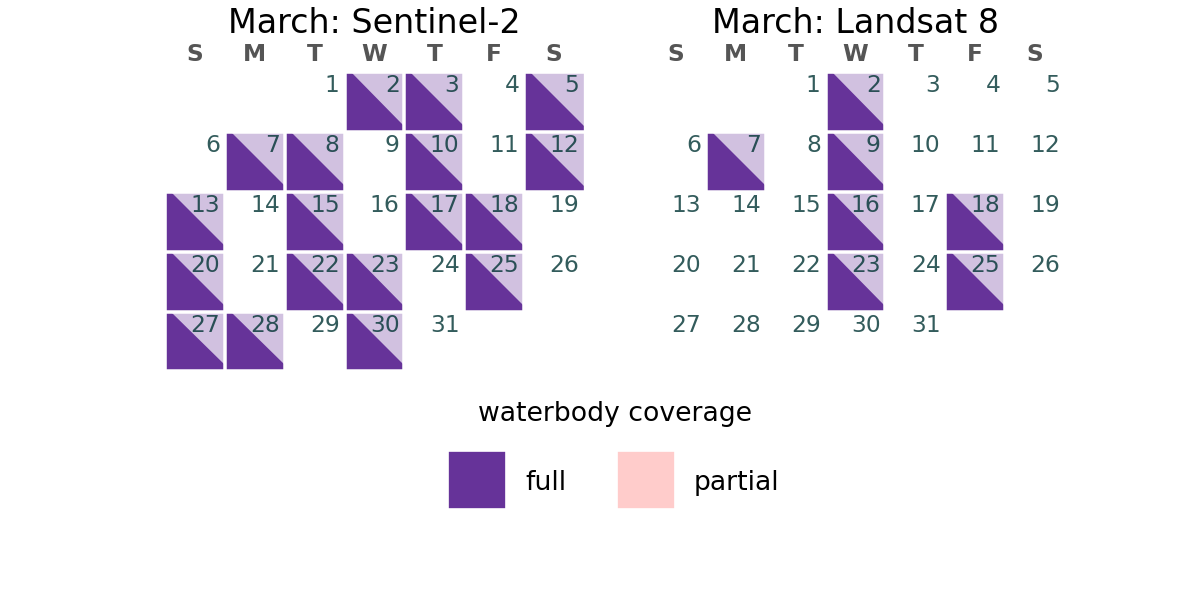 March: Sentinel-2
S M T W T F S
1 2 3 4 5
6 7 8 9 10 11 12
13 14 15 16 17 18 19
20 21 22 23 24 25 26
27 28 29 30 31
March: Landsat 8
S M T W T F S
1 2 3 4 5
6 7 8 9 10 11 12
13 14 15 16 17 18 19
20 21 22 23 24 25 26
27 28 29 30 31
waterbody coverage
full partial